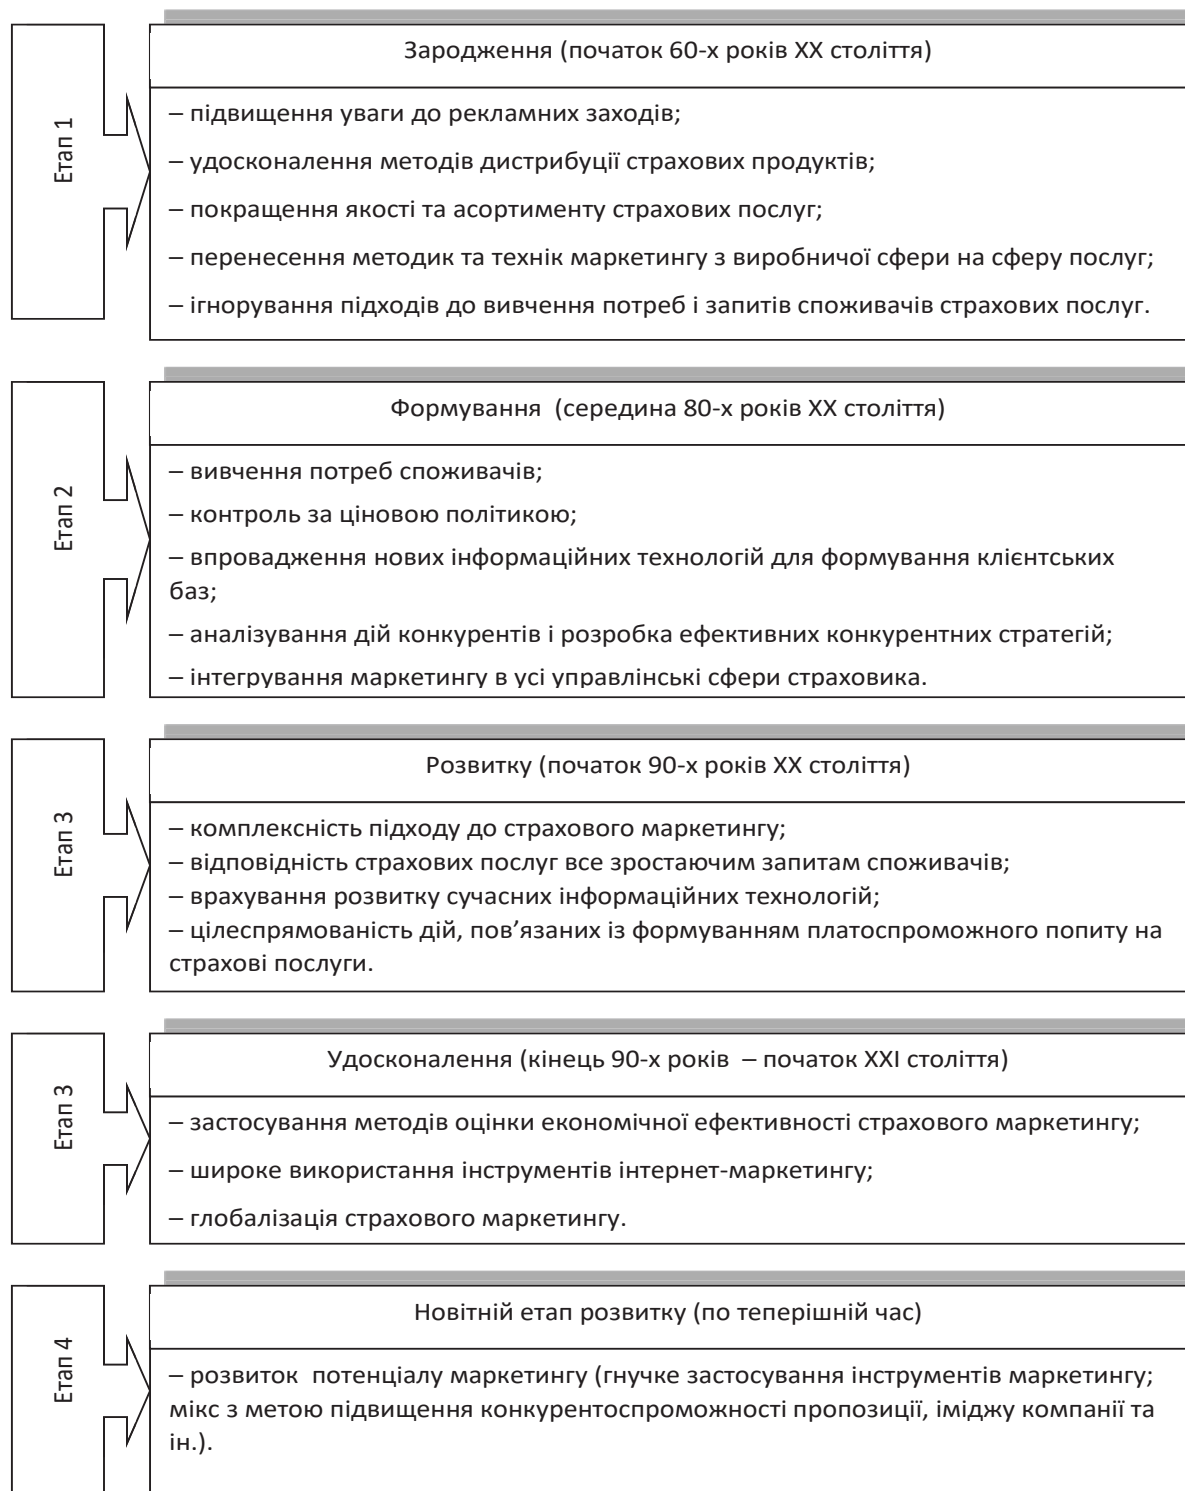 Етап 1
Зародження (початок 60-х років XX століття)
– підвищення уваги до рекламних заходів;
– удосконалення методів дистрибуції страхових продуктів;
– покращення якості та асортименту страхових послуг;
– перенесення методик та технік маркетингу з виробничої сфери на сферу послуг;
– ігнорування підходів до вивчення потреб і запитів споживачів страхових послуг.
Етап 2
Формування (середина 80-х років XX століття)
– вивчення потреб споживачів;
– контроль за ціновою політикою;
– впровадження нових інформаційних технологій для формування клієнтських
баз;
– аналізування дій конкурентів і розробка ефективних конкурентних стратегій;
– інтегрування маркетингу в усі управлінські сфери страховика.
Етап 3
Розвитку (початок 90-х років XX століття)
– комплексність підходу до страхового маркетингу;
– відповідність страхових послуг все зростаючим запитам споживачів;
– врахування розвитку сучасних інформаційних технологій;
– цілеспрямованість дій, пов’язаних із формуванням платоспроможного попиту на
страхові послуги.
Етап 3
Удосконалення (кінець 90-х років – початок XXI століття)
– застосування методів оцінки економічної ефективності страхового маркетингу;
– широке використання інструментів інтернет-маркетингу;
– глобалізація страхового маркетингу.
Етап 4
Новітній етап розвитку (по теперішній час)
– розвиток потенціалу маркетингу (гнучке застосування інструментів маркетингу;
мікс з метою підвищення конкурентоспроможності пропозиції, іміджу компанії та
ін.).